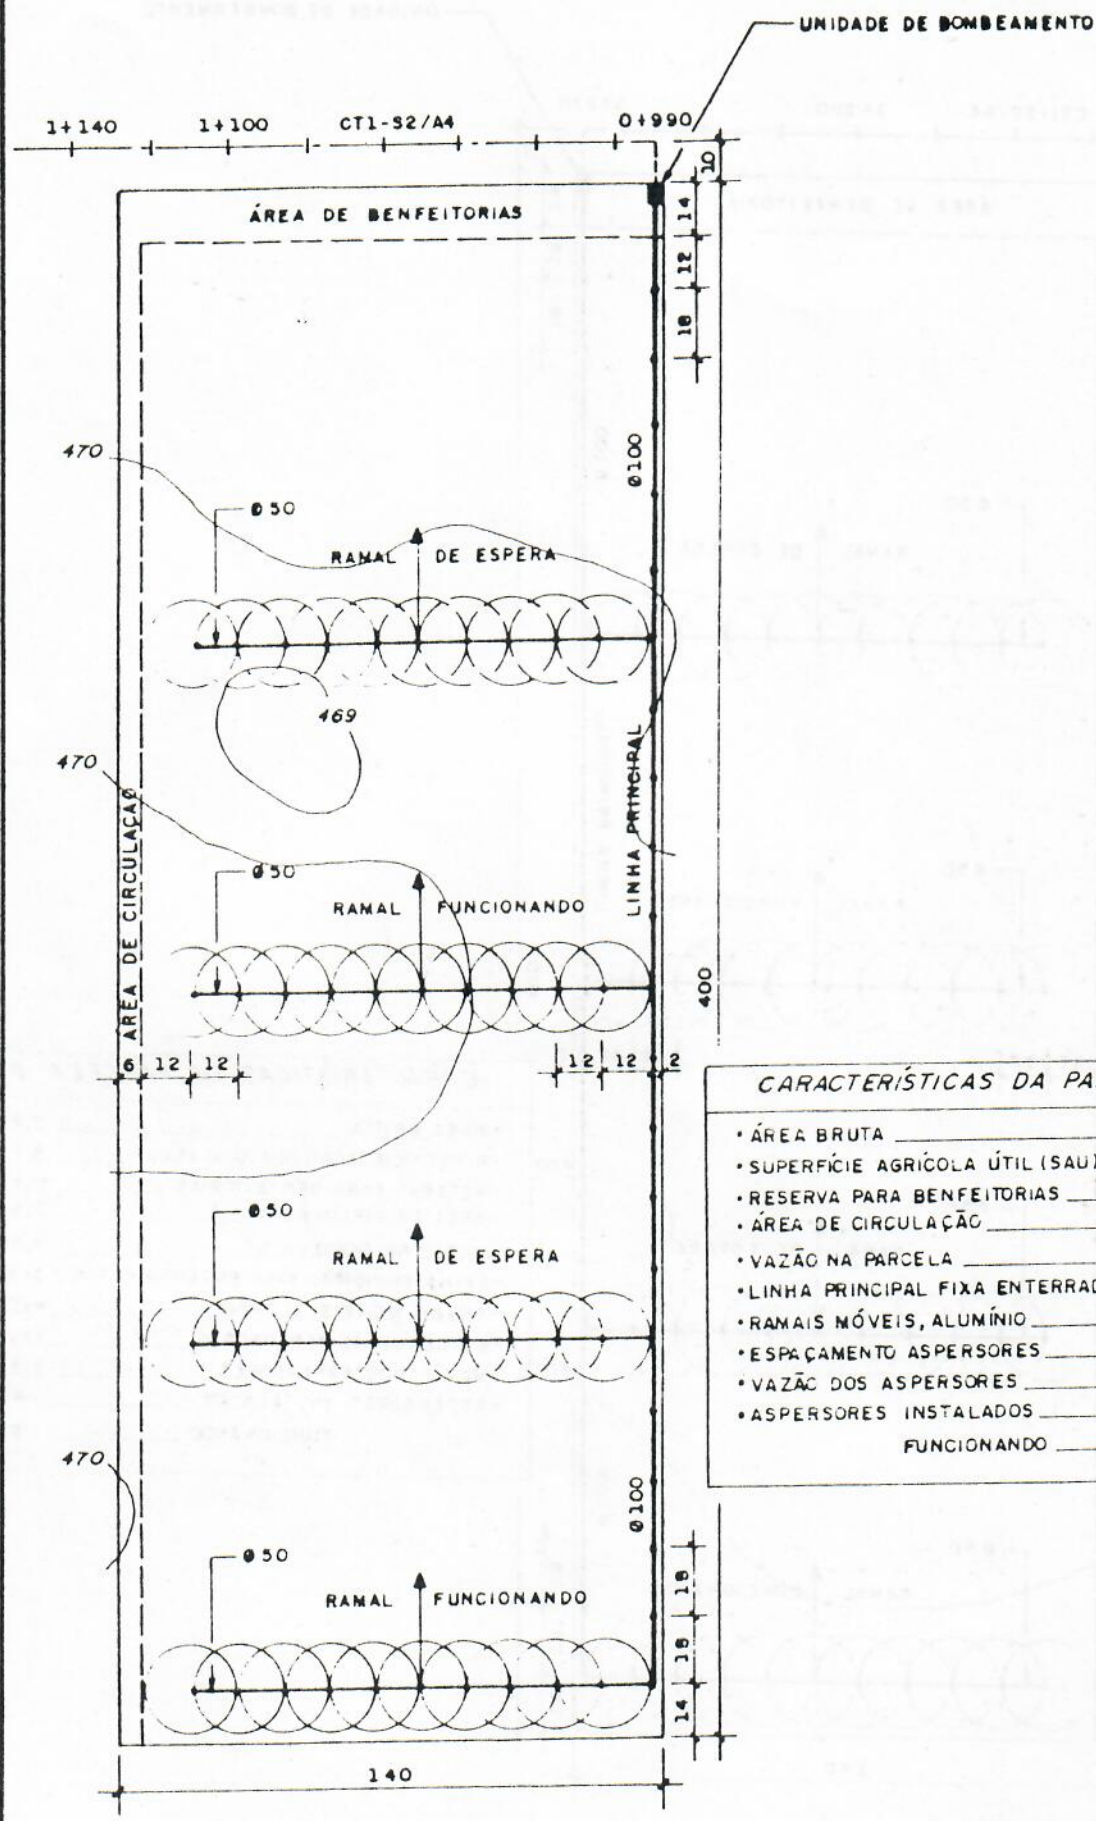 UNIDADE DE BOMBEAMENTO
1+140 1+100 CT1-S2/A4 0+990
10
ÁREA DE BENFEITORIAS
14
12
18
470
Ø100
Ø50
RAMAL DE ESPERA
469
470
LINHA PRINCIPAL
ÁREA DE CIRCULAÇAÕ
Ø50
RAMAL FUNCIONANDO
400
6 12 12 12 12 2
CARACTERÍSTICAS DA PA
• ÁREA BRUTA
• SUPERFÍCIE AGRÍCOLA ÚTIL (SAU)
• RESERVA PARA BENFEITORIAS
• ÁREA DE CIRCULAÇÃO
• VAZÃO NA PARCELA
• LINHA PRINCIPAL FIXA ENTERRAD
• RAMAIS MÓVEIS, ALUMÍNIO
• ESPAÇAMENTO ASPERSORES
• VAZÃO DOS ASPERSORES
• ASPERSORES INSTALADOS
FUNCIONANDO
Ø50
RAMAL DE ESPERA
470
Ø100
Ø50
RAMAL FUNCIONANDO
18
18
14
140